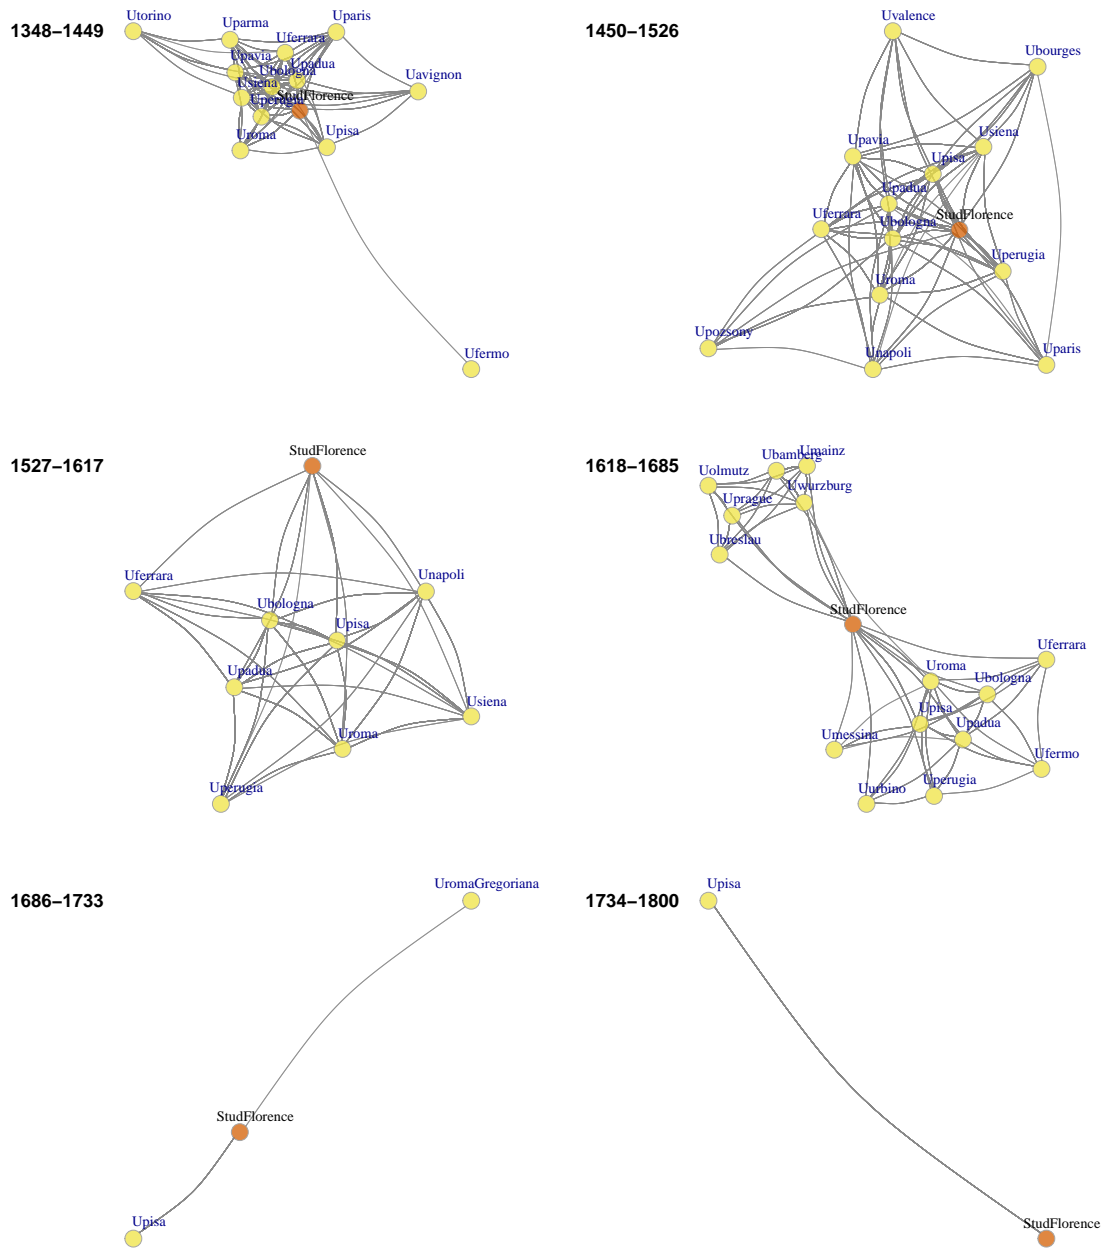 1348–1449
Utorino
Uparma
Uparis
Uferrara
Upavia
Upadua
Ubologna
Usiena
Uavignon
StudFlorence
Uperugia
Uroma
Upisa
Ufermo
1450–1526
Uvalence
Ubourges
Usiena
Upavia
Upisa
Upadua
Uferrara
StudFlorence
Ubologna
Uperugia
Uroma
Upozsony
Unapoli
Uparis
1527–1617
StudFlorence
Uferrara
Unapoli
Ubologna
Upisa
Upadua
Usiena
Uroma
Uperugia
1618–1685
Umainz
Ubamberg
Uolmutz
Uwurzburg
Uprague
Ubreslau
StudFlorence
Uferrara
Uroma
Ubologna
Upisa
Upadua
Umessina
Ufermo
Uperugia
Uurbino
1686–1733
UromaGregoriana
StudFlorence
Upisa
1734–1800
Upisa
StudFlorence